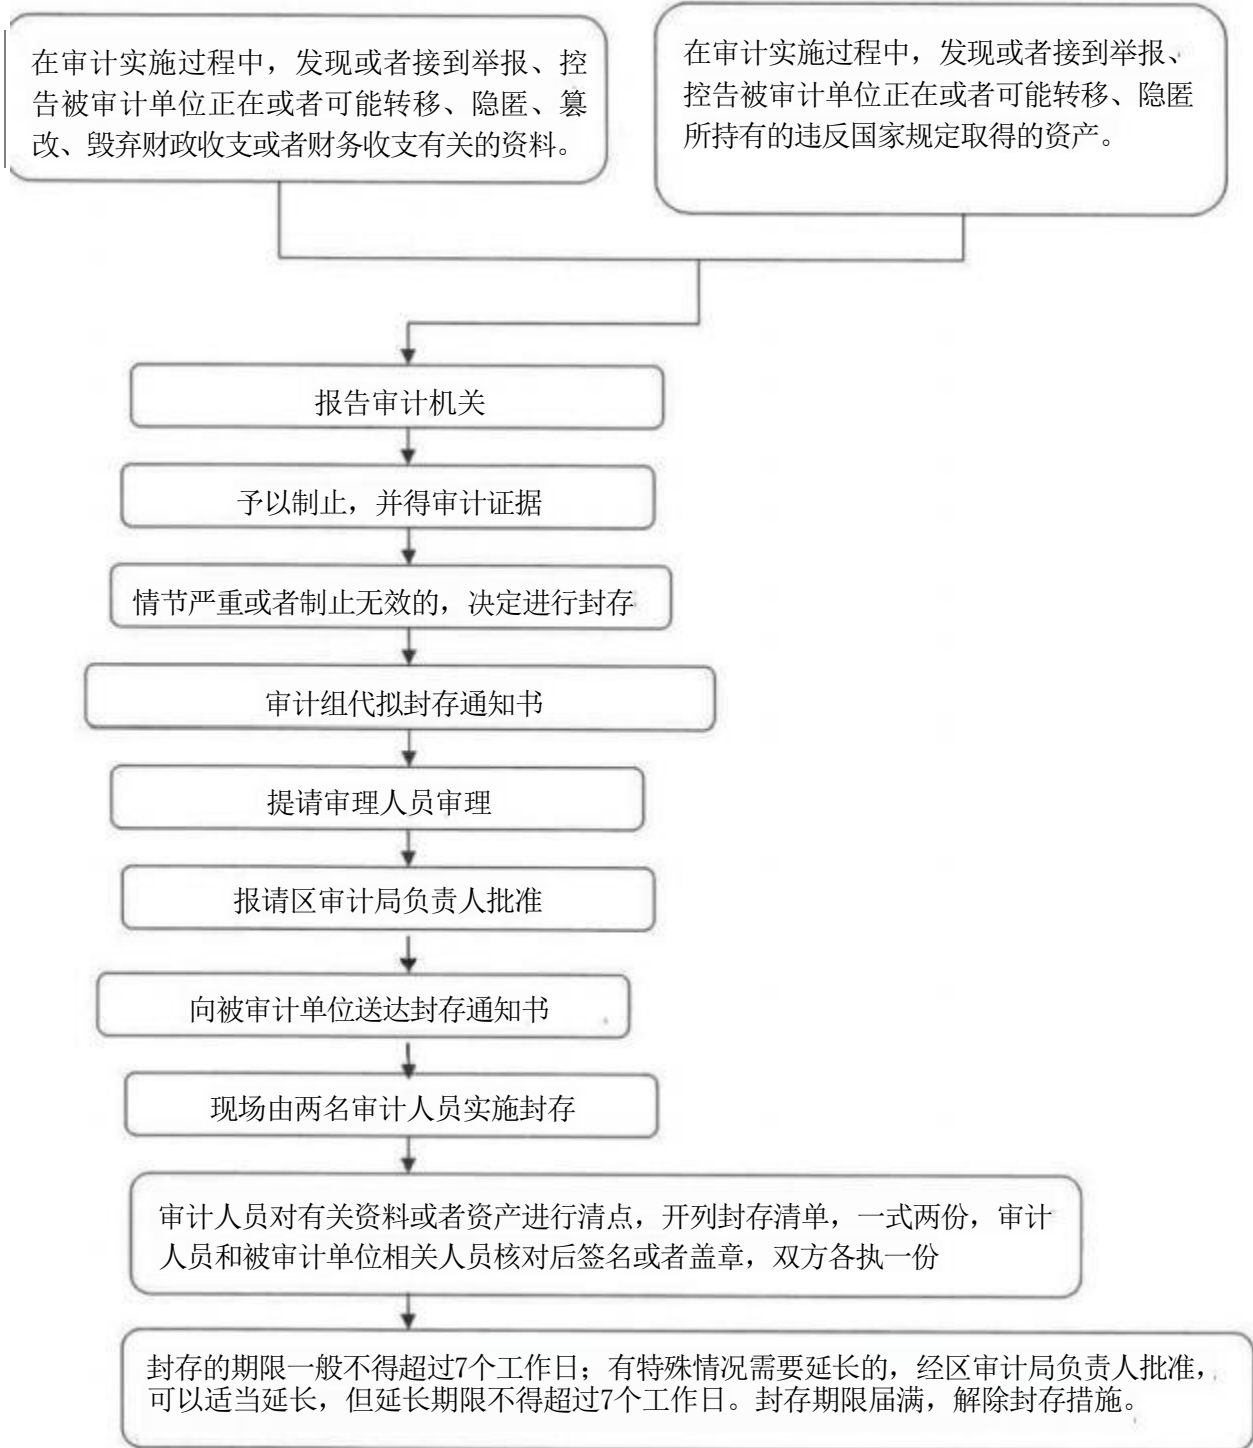 在审计实施过程中，发现或者接到举报、控
告被审计单位正在或者可能转移、隐匿、篡
改、毁弃财政收支或者财务收支有关的资料。
在审计实施过程中，发现或者接到举报、
控告被审计单位正在或者可能转移、隐匿
所持有的违反国家规定取得的资产。
报告审计机关
予以制止，并得审计证据
情节严重或者制止无效的，决定进行封存
审计组代拟封存通知书
提请审理人员审理
报请区审计局负责人批准
向被审计单位送达封存通知书
现场由两名审计人员实施封存
审计人员对有关资料或者资产进行清点，开列封存清单，一式两份，审计
人员和被审计单位相关人员核对后签名或者盖章，双方各执一份
封存的期限一般不得超过7个工作日；有特殊情况需要延长的，经区审计局负责人批准，
可以适当延长，但延长期限不得超过7个工作日。封存期限届满，解除封存措施。